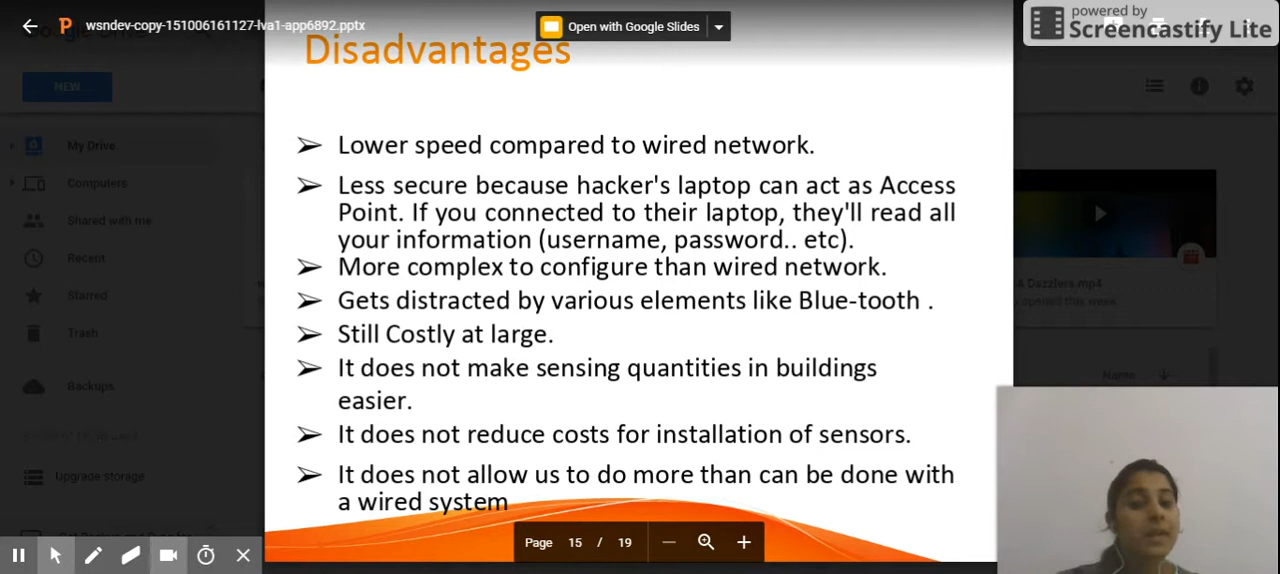 wsndev-copy-151006161127-lva1-app6892.pptx
Open with Google Slides
powered by
Screencastify Lite
NEW
My Drive
Computers
Shared with me
Recent
Starred
Trash
Backups
Upgrade storage
Disadvantages
➢ Lower speed compared to wired network.
➢ Less secure because hacker's laptop can act as Access
Point. If you connected to their laptop, they'll read all
your information (username, password.. etc).
➢ More complex to configure than wired network.
➢ Gets distracted by various elements like Blue-tooth .
➢ Still Costly at large.
➢ It does not make sensing quantities in buildings
easier.
➢ It does not reduce costs for installation of sensors.
➢ It does not allow us to do more than can be done with
a wired system
Dazzlers.mp4
opened this week
Name
Page 15 / 19